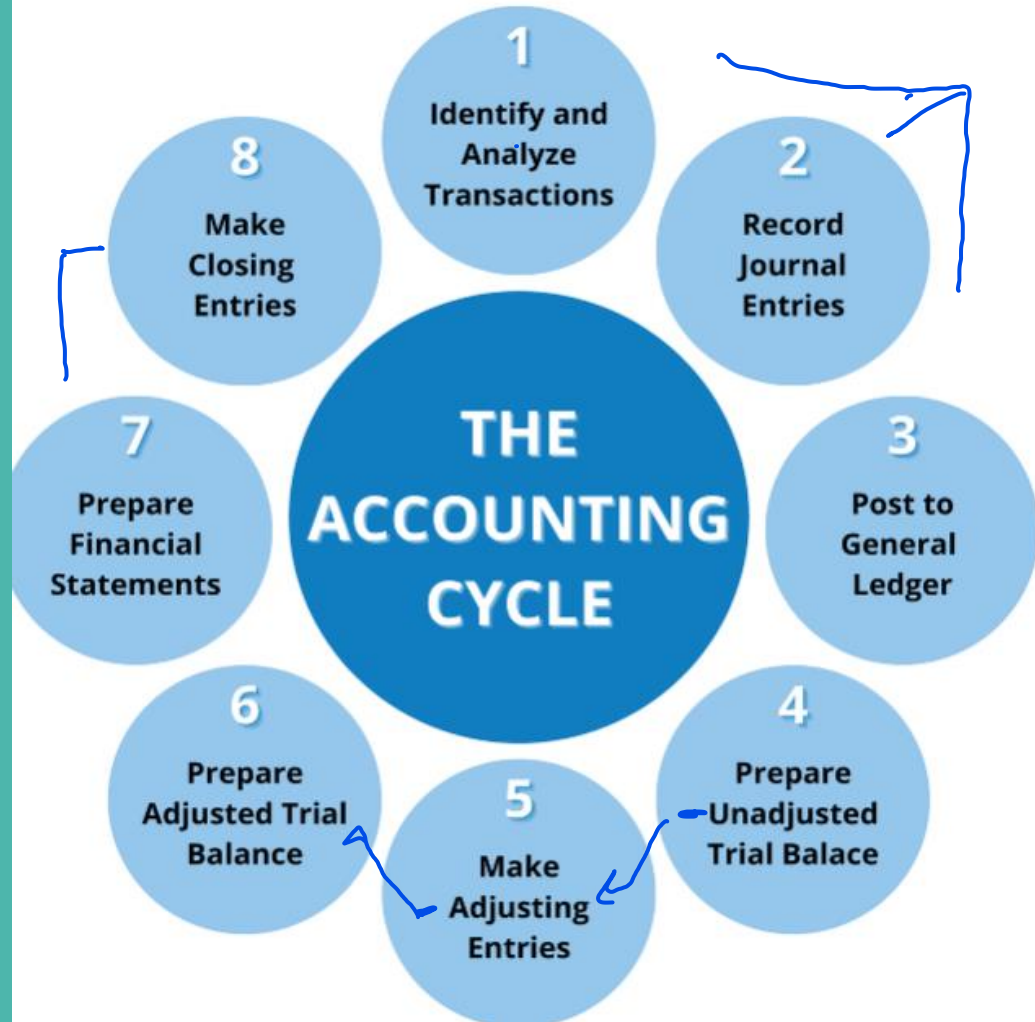 1
Identify and
Analyze
Transactions
2
Record
Journal
Entries
3
Post to
General
Ledger
4
Prepare
Unadjusted
Trial Balace
5
Make
Adjusting
Entries
6
Prepare
Adjusted Trial
Balance
7
Prepare
Financial
Statements
8
Make
Closing
Entries
THE
ACCOUNTING
CYCLE